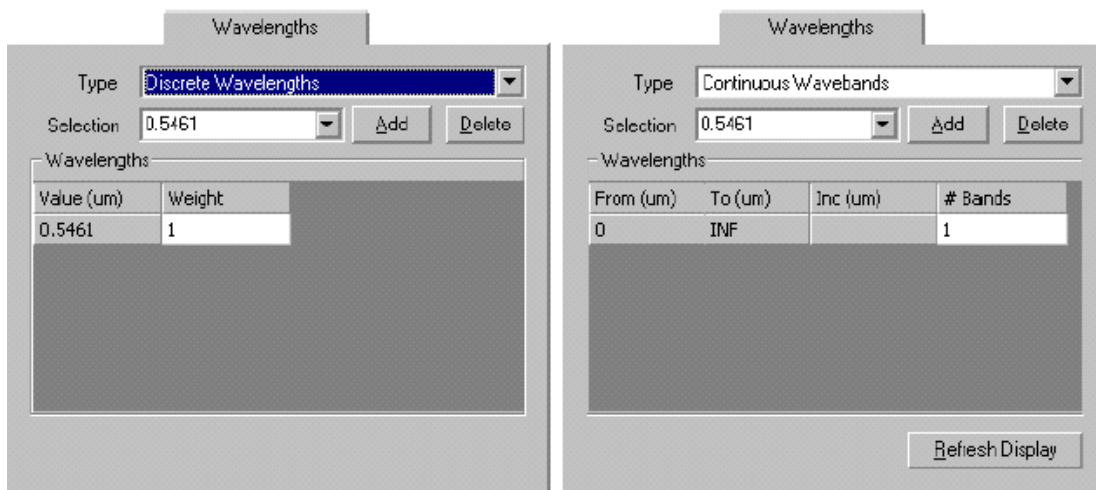 Wavelengths
Type Discrete Wavelengths
Selection 0.5461 Add Delete
Wavelengths
Value (um) Weight
0.5461 1
Wavelengths
Type Continuous Wavebands
Selection 0.5461 Add Delete
Wavelengths
From (um) To (um) Inc (um) # Bands
0 INF 1
Refresh Display